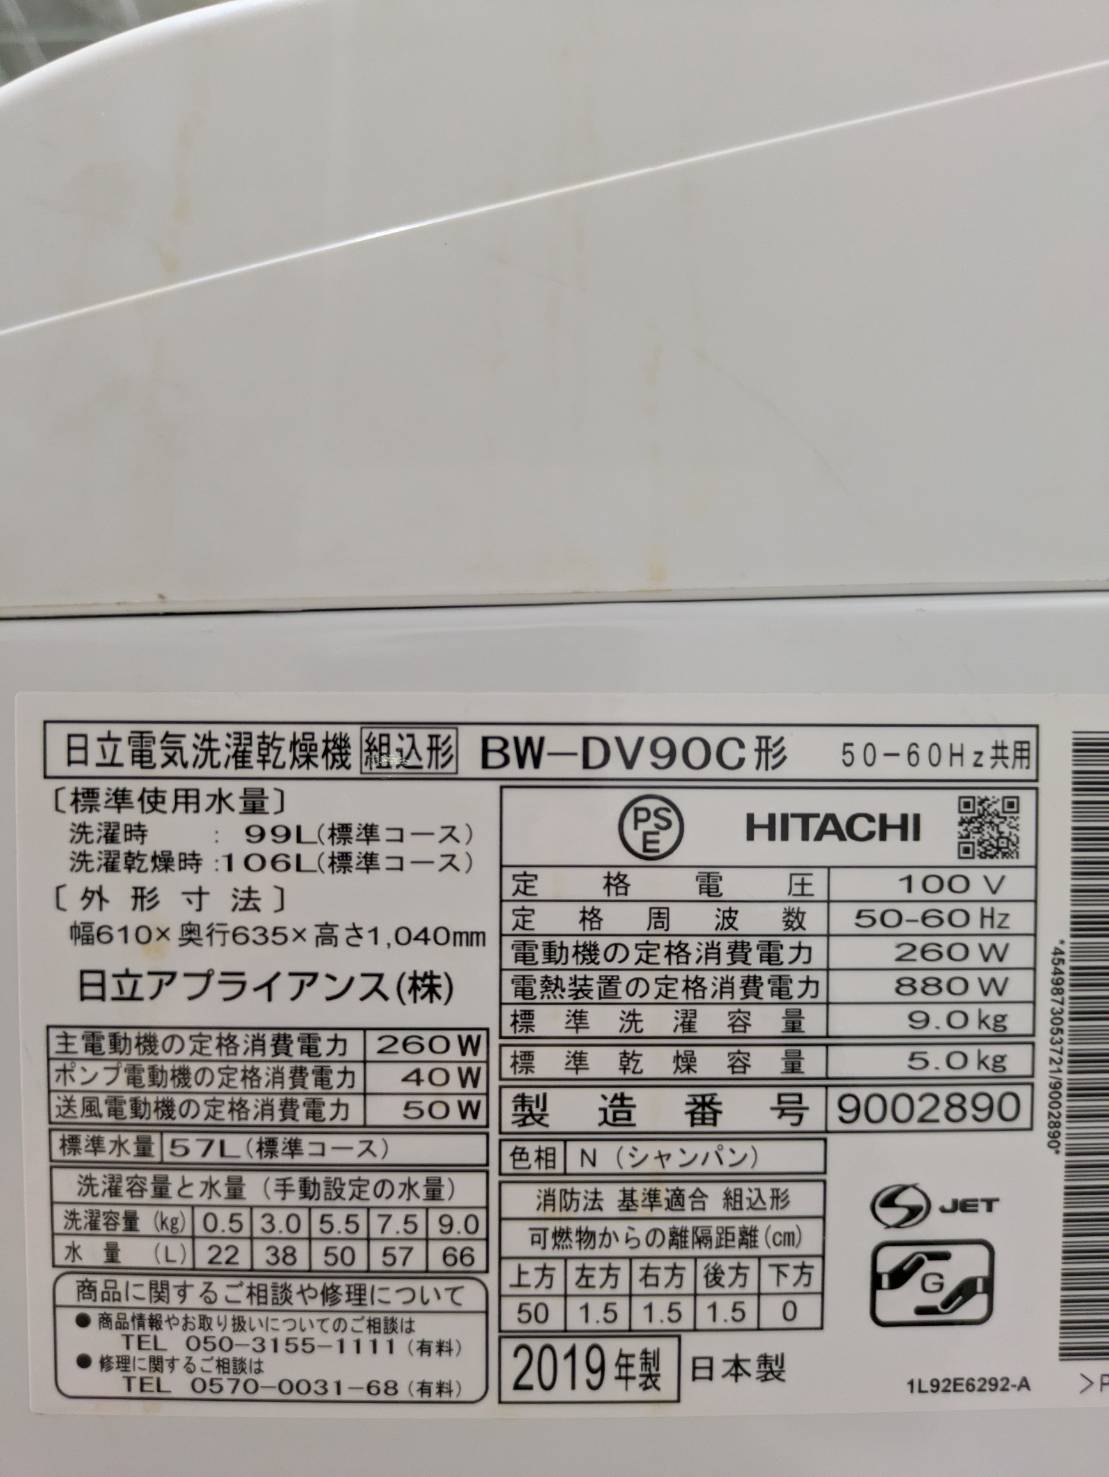 日立電気洗濯乾燥機 組込形 BW-DV90C形 50-60Hz共用
〔標準使用水量〕
洗濯時 : 99L(標準コース)
洗濯乾燥時:106L(標準コース)
〔外形寸法〕
幅610×奥行635×高さ1,040mm
日立アプライアンス(株)
主電動機の定格消費電力 260W
ポンプ電動機の定格消費電力 40W
送風電動機の定格消費電力 50W
標準水量 57L(標準コース)
洗濯容量と水量(手動設定の水量)
洗濯容量(kg) 0.5 3.0 5.5 7.5 9.0
水量(L) 22 38 50 57 66
商品に関するご相談や修理について
●商品情報やお取り扱いについてのご相談は
TEL 050-3155-1111(有料)
●修理に関するご相談は
TEL 0570-0031-68(有料)
PS E HITACHI
定格電圧 100V
定格周波数 50-60Hz
電動機の定格消費電力 260W
電熱装置の定格消費電力 880W
標準洗濯容量 9.0kg
標準乾燥容量 5.0kg
製造番号 9002890
色相 N(シャンパン)
消防法 基準適合 組込形
可燃物からの離隔距離(cm)
上方 左方 右方 後方 下方
50 1.5 1.5 1.5 0
2019年製 日本製
S JET
G
1L92E6292-A
>P
*4549873053721/9002890*